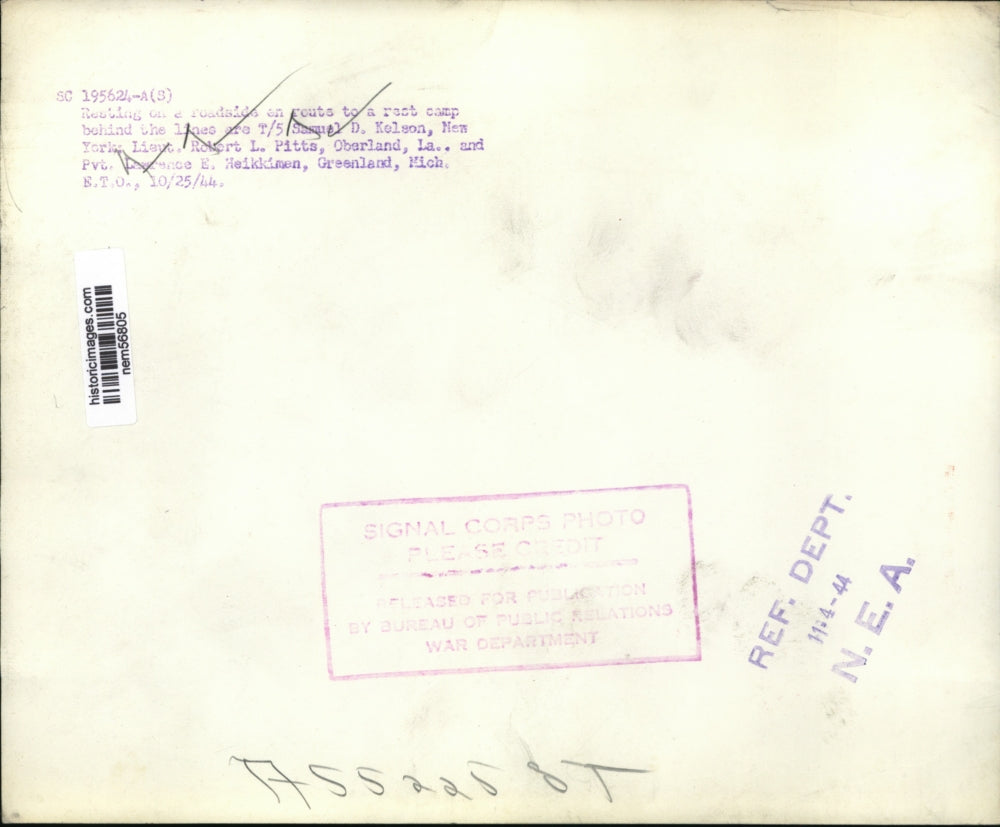 SC 195624-A(S)
Resting on a roadside en route to a rest camp
behind the lines are T/5 Samuel D. Kelson, New
York; Lieut. Robert L. Pitts, Oberland, La.. and
Pvt. Lawrence E. Heikkimen, Greenland, Mich.
E.T.O., 10/25/44.
historicimages.com
nem56805
SIGNAL CORPS PHOTO
PLEASE CREDIT
RELEASED FOR PUBLICATION
BY BUREAU OF PUBLIC RELATIONS
WAR DEPARTMENT
REF. DEPT.
11-4-44
N. E. A.